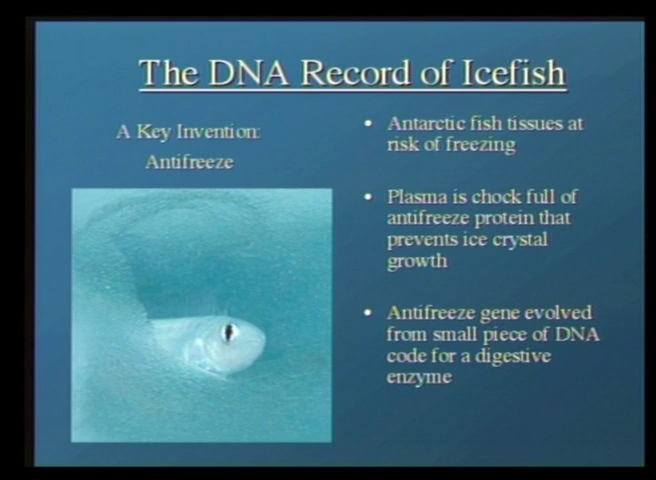 The DNA Record of Icefish
A Key Invention:
Antifreeze
• Antarctic fish tissues at
risk of freezing
• Plasma is chock full of
antifreeze protein that
prevents ice crystal
growth
• Antifreeze gene evolved
from small piece of DNA
code for a digestive
enzyme